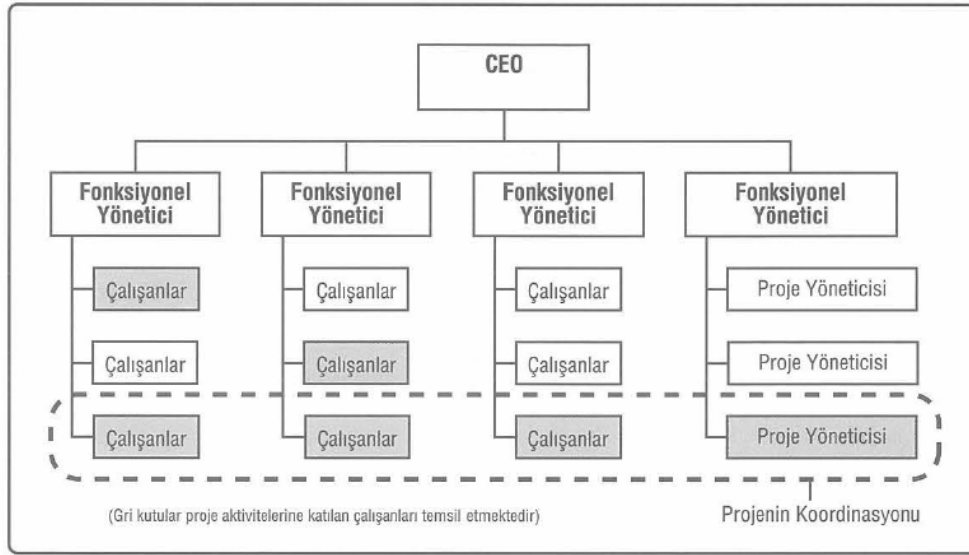 CEO
Fonksiyonel
Yönetici
Fonksiyonel
Yönetici
Fonksiyonel
Yönetici
Fonksiyonel
Yönetici
Çalışanlar
Çalışanlar
Çalışanlar
Proje Yöneticisi
Çalışanlar
Çalışanlar
Çalışanlar
Proje Yöneticisi
Çalışanlar
Çalışanlar
Çalışanlar
Proje Yöneticisi
(Gri kutular proje aktivitelerine katılan çalışanları temsil etmektedir)
Projenin Koordinasyonu